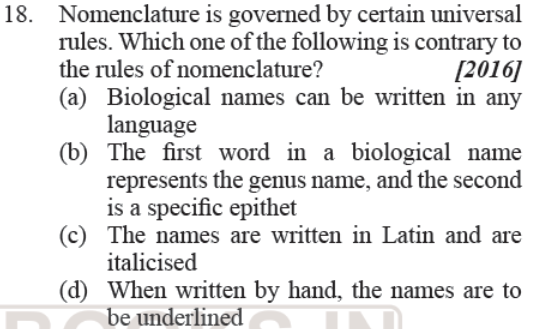 18. Nomenclature is governed by certain universal
rules. Which one of the following is contrary to
the rules of nomenclature? [2016]
(a) Biological names can be written in any
language
(b) The first word in a biological name
represents the genus name, and the second
is a specific epithet
(c) The names are written in Latin and are
italicised
(d) When written by hand, the names are to
be underlined